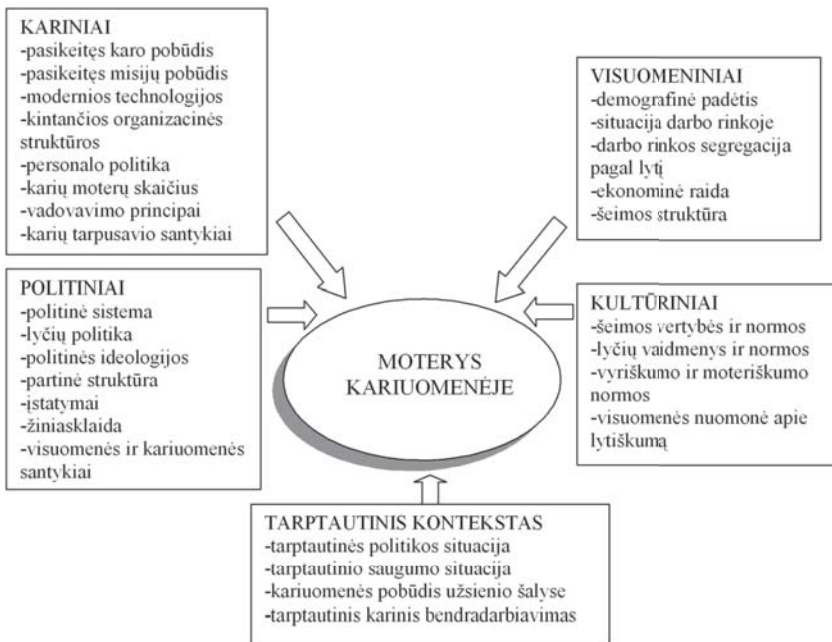 KARINIAI
-pasikeitęs karo pobūdis
-pasikeitęs misijų pobūdis
-modernios technologijos
-kintančios organizacinės
struktūros
-personalo politika
-karių moterų skaičius
-vadovavimo principai
-karių tarpusavio santykiai
VISUOMENINIAI
-demografinė padėtis
-situacija darbo rinkoje
-darbo rinkos segregacija
pagal lytį
-ekonominė raida
-šeimos struktūra
POLITINIAI
-politinė sistema
-lyčių politika
-politinės ideologijos
-partinė struktūra
-įstatymai
-žiniasklaida
-visuomenės ir kariuomenės
santykiai
MOTERYS
KARIUOMENĖJE
KULTŪRINIAI
-šeimos vertybės ir normos
-lyčių vaidmenys ir normos
-vyriškumo ir moteriškumo
normos
-visuomenės nuomonė apie
lytiškumą
TARPTAUTINIS KONTEKSTAS
-tarptautinės politikos situacija
-tarptautinio saugumo situacija
-kariuomenės pobūdis užsienio šalyse
-tarptautinis karinis bendradarbiavimas